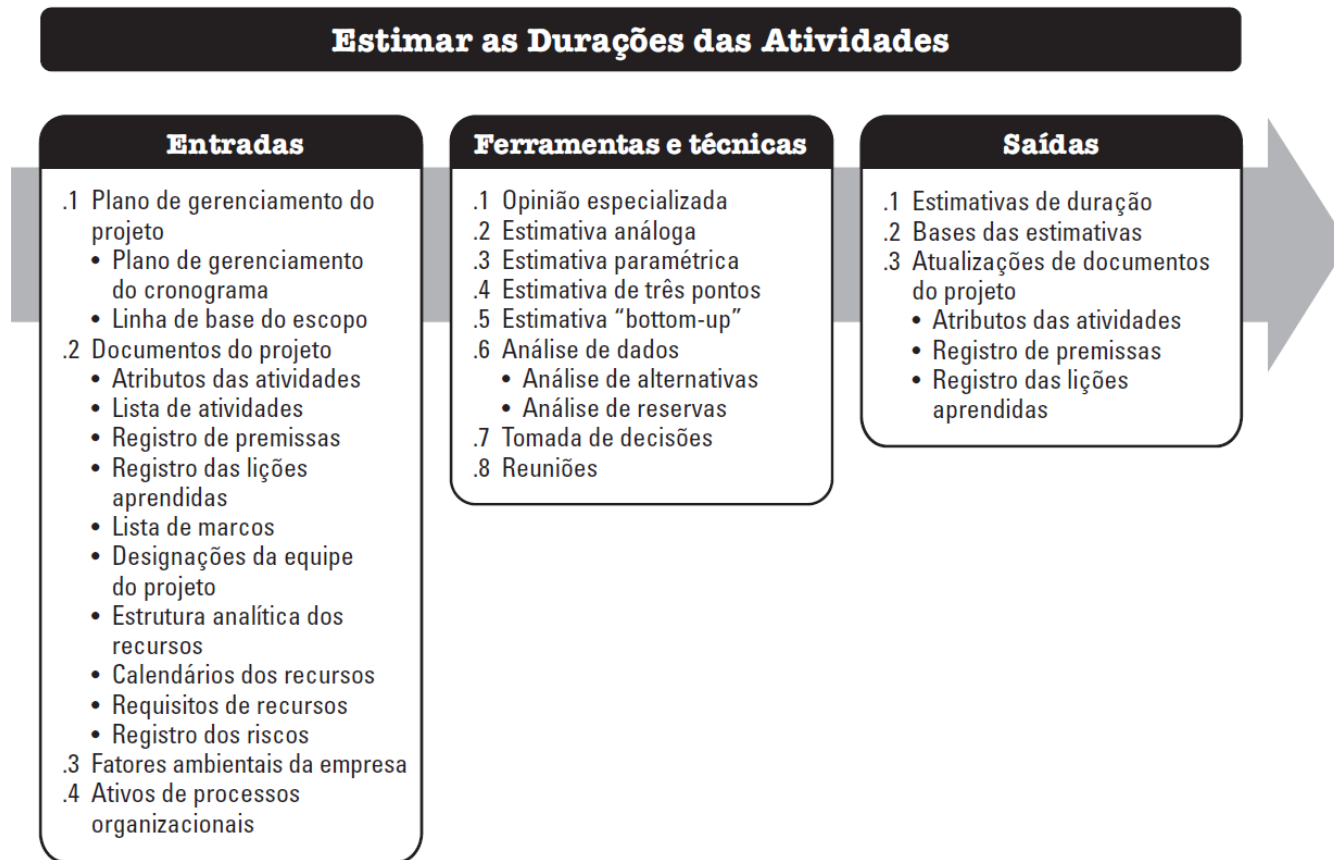 Estimar as Durações das Atividades
Entradas
.1 Plano de gerenciamento do
projeto
• Plano de gerenciamento
do cronograma
• Linha de base do escopo
.2 Documentos do projeto
• Atributos das atividades
• Lista de atividades
• Registro de premissas
• Registro das lições
aprendidas
• Lista de marcos
• Designações da equipe
do projeto
• Estrutura analítica dos
recursos
• Calendários dos recursos
• Requisitos de recursos
• Registro dos riscos
.3 Fatores ambientais da empresa
.4 Ativos de processos
organizacionais
Ferramentas e técnicas
.1 Opinião especializada
.2 Estimativa análoga
.3 Estimativa paramétrica
.4 Estimativa de três pontos
.5 Estimativa “bottom-up”
.6 Análise de dados
• Análise de alternativas
• Análise de reservas
.7 Tomada de decisões
.8 Reuniões
Saídas
.1 Estimativas de duração
.2 Bases das estimativas
.3 Atualizações de documentos
do projeto
• Atributos das atividades
• Registro de premissas
• Registro das lições
aprendidas